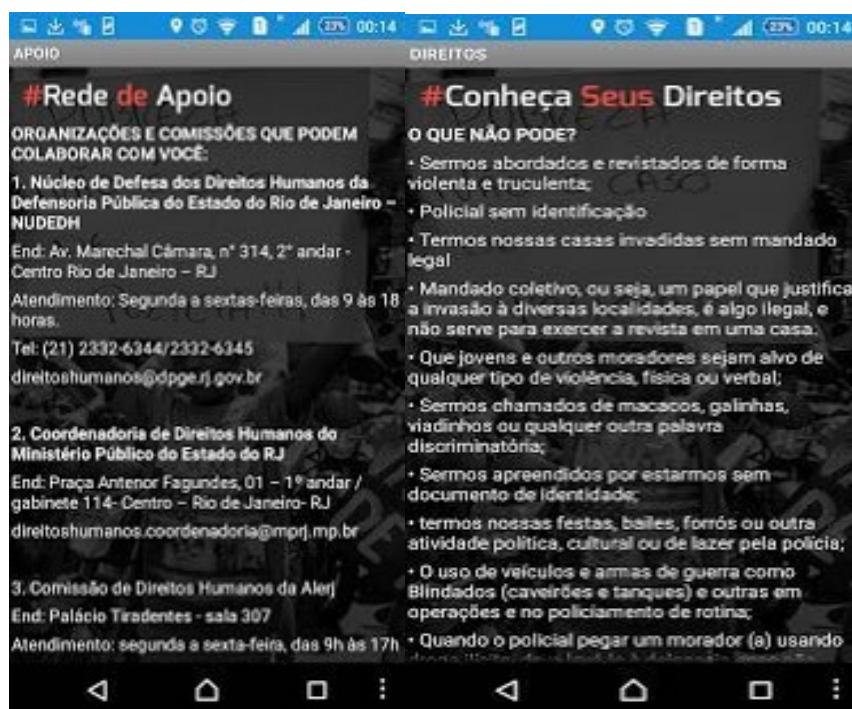 23% 00:14
APOIO
#Rede de Apoio
ORGANIZAÇÕES E COMISSÕES QUE PODEM
COLABORAR COM VOCÊ:
1. Núcleo de Defesa dos Direitos Humanos da
Defensoria Pública do Estado do Rio de Janeiro –
NUDEDH
End: Av. Marechal Câmara, n° 314, 2° andar -
Centro Rio de Janeiro – RJ
Atendimento: Segunda a sextas-feiras, das 9 às 18
horas.
Tel: (21) 2332-6344/2332-6345
direitoshumanos@dpge.rj.gov.br
2. Coordenadoria de Direitos Humanos do
Ministério Público do Estado do RJ
End: Praça Antenor Fagundes, 01 – 1º andar /
gabinete 114- Centro – Rio de Janeiro- RJ
direitoshumanos.coordenadoria@mprj.mp.br
3. Comissão de Direitos Humanos da Alerj
End: Palácio Tiradentes - sala 307
Atendimento: segunda a sexta-feira, das 9h às 17h
23% 00:14
DIREITOS
#Conheça Seus Direitos
O QUE NÃO PODE?
• Sermos abordados e revistados de forma
violenta e truculenta;
• Policial sem identificação
• Termos nossas casas invadidas sem mandado
legal
• Mandado coletivo, ou seja, um papel que justifica
a invasão à diversas localidades, é algo ilegal, e
não serve para exercer a revista em uma casa.
• Que jovens e outros moradores sejam alvo de
qualquer tipo de violência, física ou verbal;
• Sermos chamados de macacos, galinhas,
viadinhos ou qualquer outra palavra
discriminatória;
• Sermos apreendidos por estarmos sem
documento de identidade;
• termos nossas festas, bailes, forrós ou outra
atividade política, cultural ou de lazer pela polícia;
• O uso de veículos e armas de guerra como
Blindados (caveirões e tanques) e outras em
operações e no policiamento de rotina;
• Quando o policial pegar um morador (a) usando